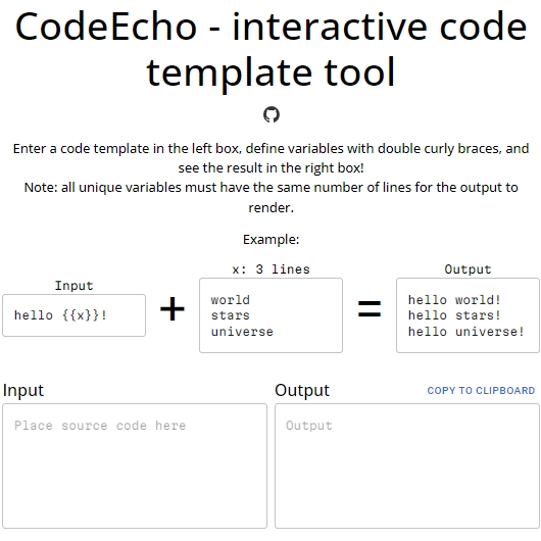 CodeEcho - interactive code
template tool
Enter a code template in the left box, define variables with double curly braces, and
see the result in the right box!
Note: all unique variables must have the same number of lines for the output to
render.
Example:
Input
hello {{x}}!
+
x: 3 lines
world
stars
universe
=
Output
hello world!
hello stars!
hello universe!
Input
Place source code here
Output
COPY TO CLIPBOARD
Output